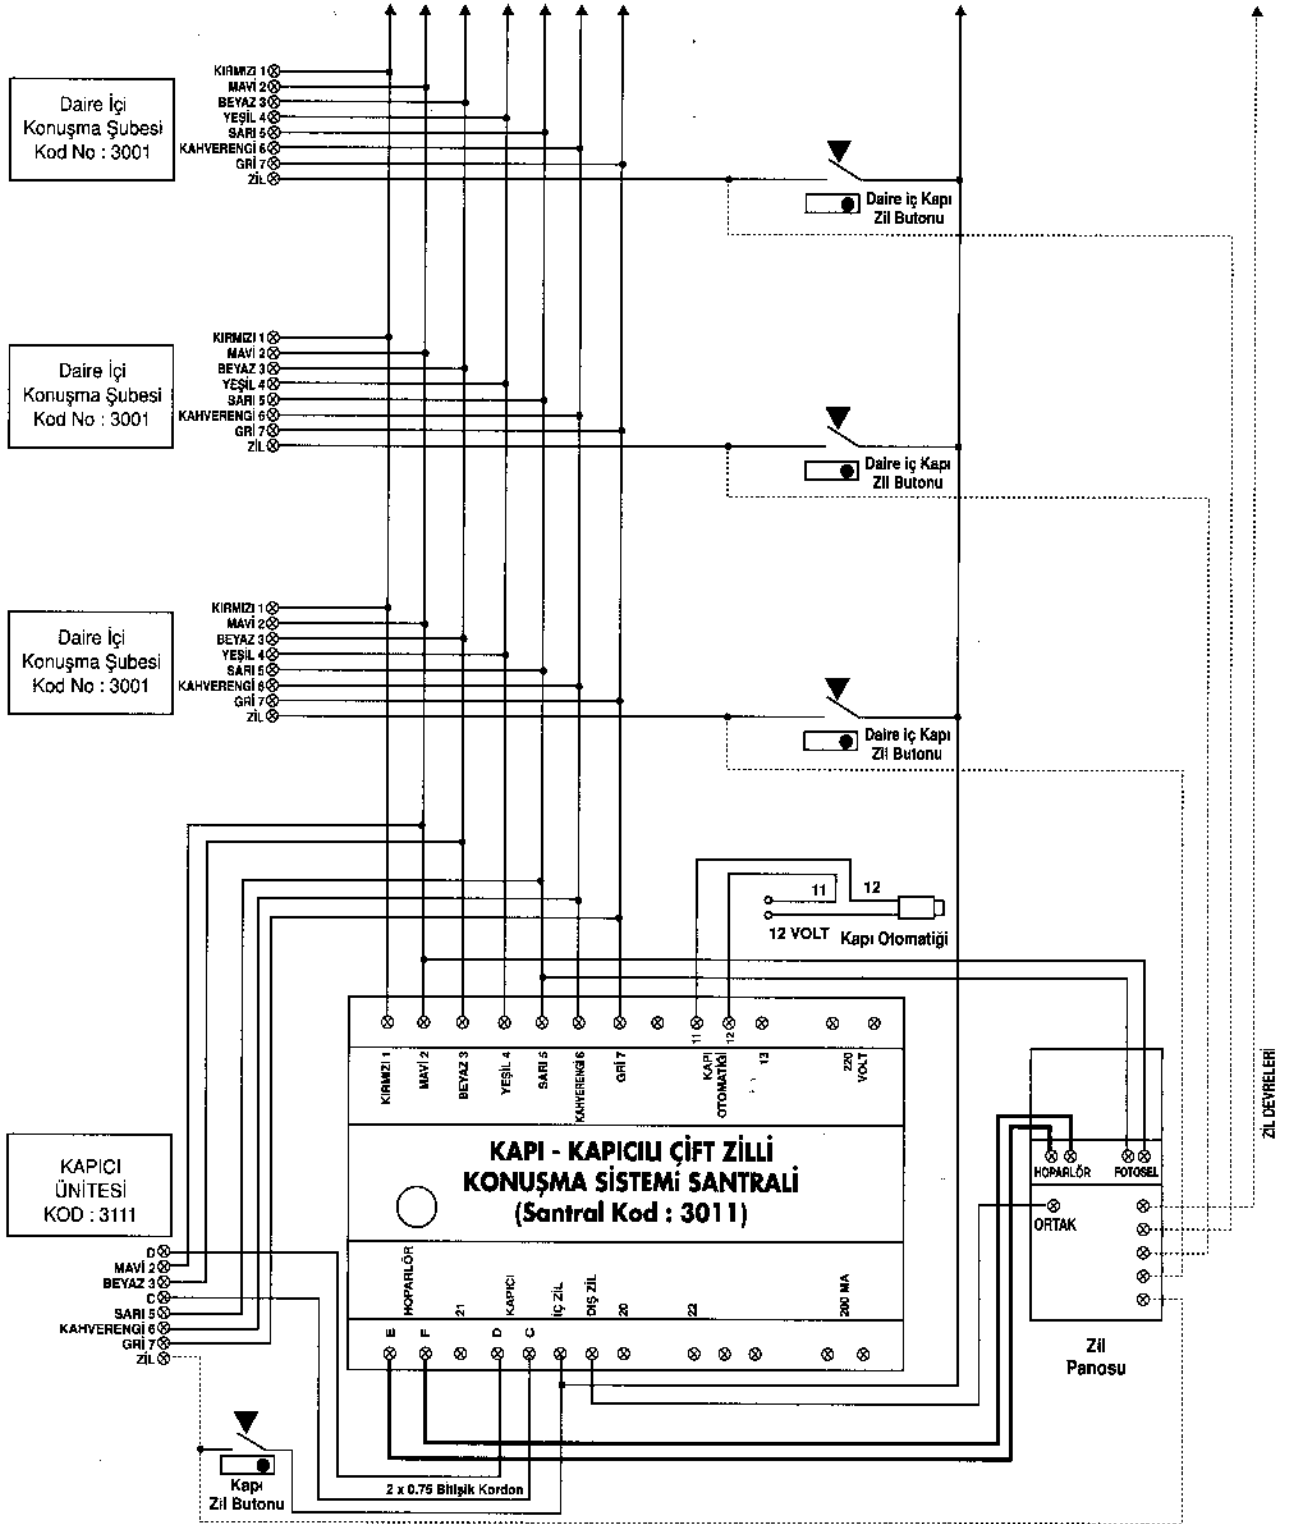 KIRMIZI 1
MAVİ 2
BEYAZ 3
YEŞİL 4
SARI 5
KAHVERENGİ 6
GRİ 7
ZİL
Daire İçi
Konuşma Şubesi
Kod No : 3001
Daire iç Kapı
Zil Butonu
KIRMIZI 1
MAVİ 2
BEYAZ 3
YEŞİL 4
SARI 5
KAHVERENGİ 6
GRİ 7
ZİL
Daire İçi
Konuşma Şubesi
Kod No : 3001
Daire iç Kapı
Zil Butonu
KIRMIZI 1
MAVİ 2
BEYAZ 3
YEŞİL 4
SARI 5
KAHVERENGİ 6
GRİ 7
ZİL
Daire İçi
Konuşma Şubesi
Kod No : 3001
Daire iç Kapı
Zil Butonu
11
12
12 VOLT
Kapı Otomatiği
11
12
KIRMIZI 1
MAVİ 2
BEYAZ 3
YEŞİL 4
SARI 5
KAHVERENGİ 6
GRİ 7
KAPI
OTOMATİĞİ
13
220
VOLT
KAPI - KAPICILI ÇİFT ZİLLİ
KONUŞMA SİSTEMİ SANTRALİ
(Santral Kod : 3011)
HOPARLÖR
21
KAPICI
İÇ ZİL
DIŞ ZİL
20
22
200 MA
E
F
D
C
HOPARLÖR
FOTOSEL
ORTAK
Zil
Panosu
ZİL DEVRELERİ
KAPICI
ÜNİTESİ
KOD : 3111
D
MAVİ 2
BEYAZ 3
C
SARI 5
KAHVERENGİ 6
GRİ 7
ZİL
Kapı
Zil Butonu
2 x 0.75 Bitişik Kordon